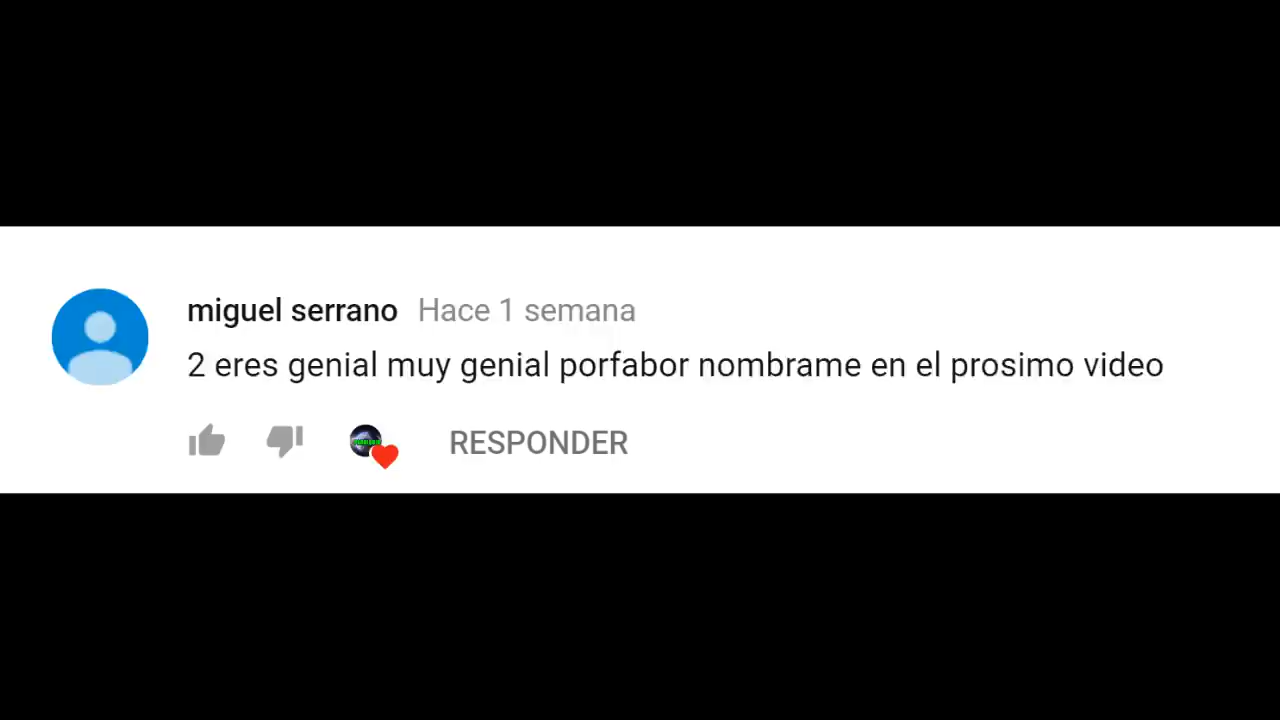 miguel serrano Hace 1 semana
2 eres genial muy genial porfabor nombrame en el prosimo video
RESPONDER